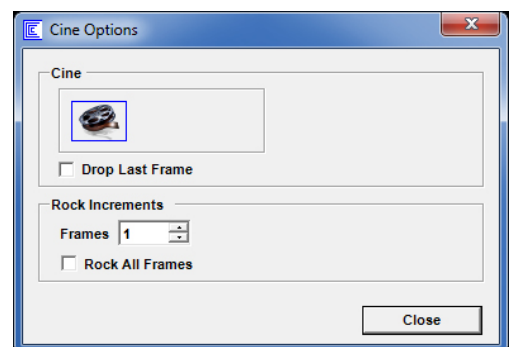 Cine Options
Cine
Drop Last Frame
Rock Increments
Frames 1
Rock All Frames
Close